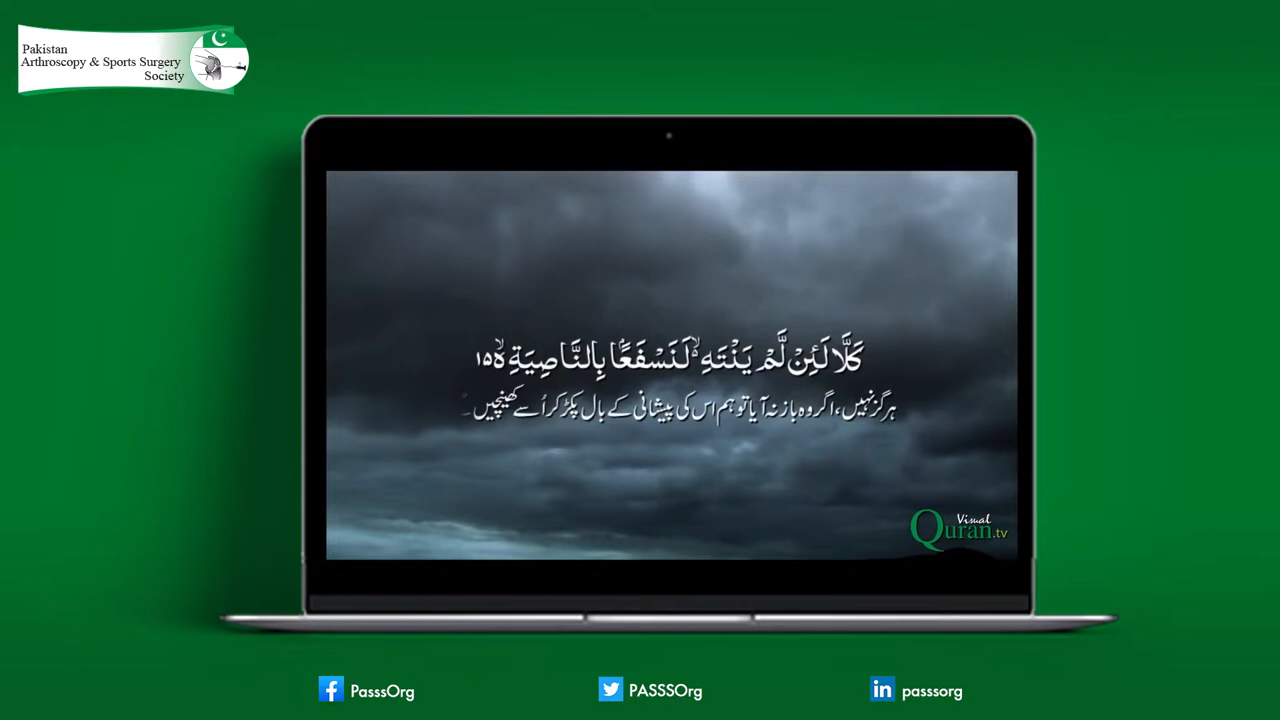 Pakistan
Arthroscopy & Sports Surgery
Society
كَلَّا لَئِنْ لَّمْ يَنْتَهِ ۙ۬ لَنَسْفَعًۢا بِالنَّاصِيَةِ ۙ ١٥
ہرگز نہیں، اگر وہ باز نہ آیا تو ہم اس کی پیشانی کے بال پکڑ کر اُسے کھینچیں
Visual
Quran.tv
PasssOrg
PASSSOrg
passsorg